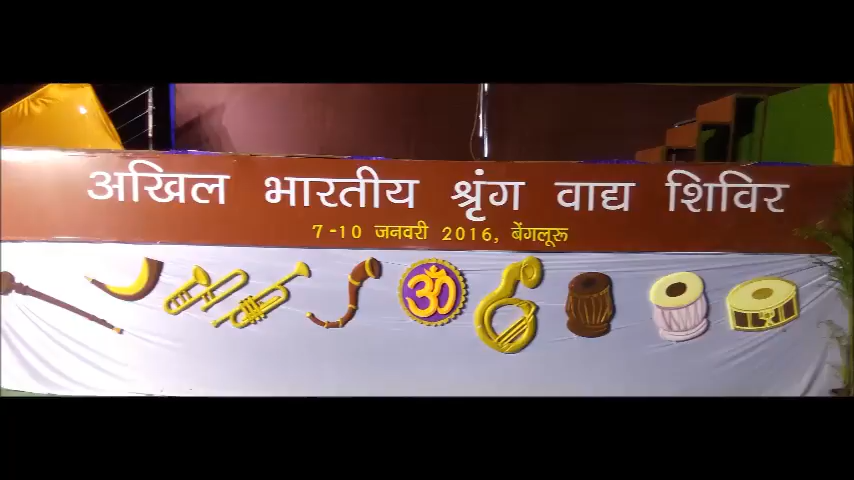 अखिल भारतीय श्रृंग वाद्य शिविर
7-10 जनवरी 2016, बेंगलूरू
ॐ